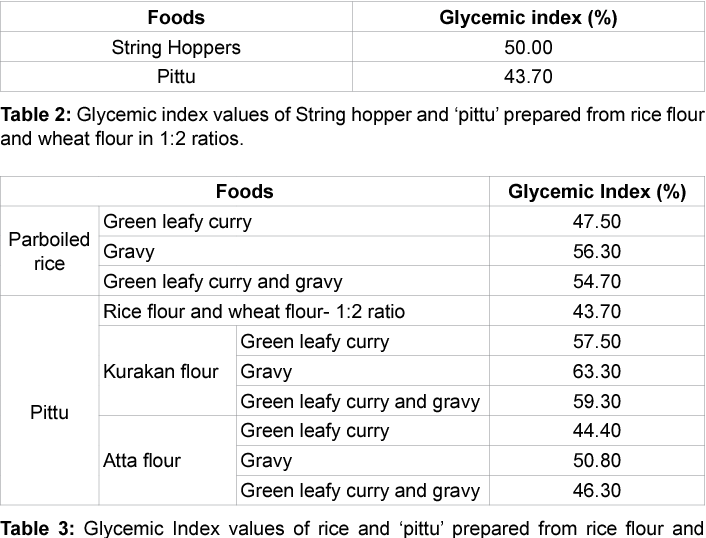 Foods Glycemic index (%)
String Hoppers 50.00
Pittu 43.70
Table 2: Glycemic index values of String hopper and ‘pittu’ prepared from rice flour
and wheat flour in 1:2 ratios.
Foods Glycemic Index (%)
Parboiled rice Green leafy curry 47.50
Gravy 56.30
Green leafy curry and gravy 54.70
Pittu Rice flour and wheat flour- 1:2 ratio 43.70
Kurakan flour Green leafy curry 57.50
Gravy 63.30
Green leafy curry and gravy 59.30
Atta flour Green leafy curry 44.40
Gravy 50.80
Green leafy curry and gravy 46.30
Table 3: Glycemic Index values of rice and ‘pittu’ prepared from rice flour and